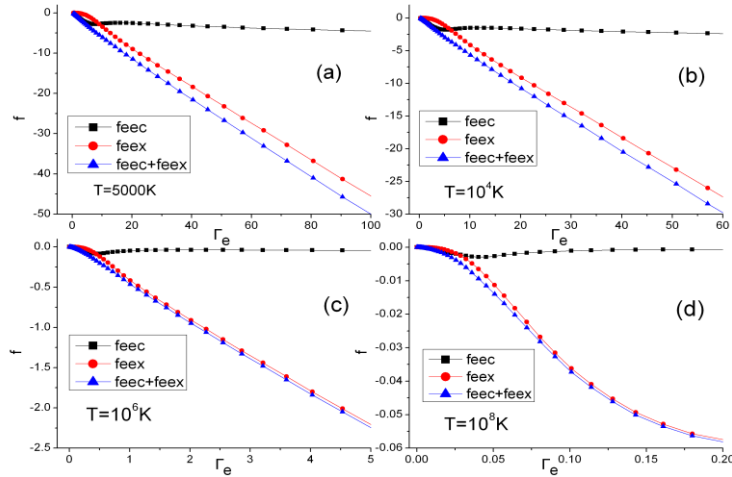 0
-10
-20
-30
-40
-50
f
(a)
feec
feex
feec+feex
T=5000K
0 20 40 60 80 100
Γe
0
-5
-10
-15
-20
-25
-30
f
(b)
feec
feex
feec+feex
T=10⁴K
0 10 20 30 40 50 60
Γe
0.0
-0.5
-1.0
-1.5
-2.0
-2.5
f
(c)
feec
feex
feec+feex
T=10⁶K
0 1 2 3 4 5
Γe
0.00
-0.01
-0.02
-0.03
-0.04
-0.05
-0.06
f
(d)
feec
feex
feec+feex
T=10⁸K
0.00 0.05 0.10 0.15 0.20
Γe